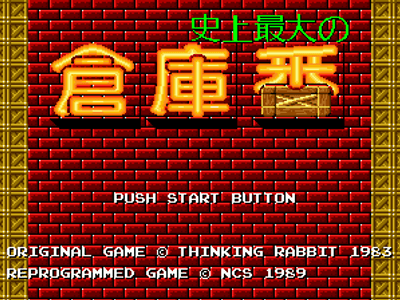 史上最大の
倉庫番
PUSH START BUTTON
ORIGINAL GAME © THINKING RABBIT 1983
REPROGRAMMED GAME © NCS 1989